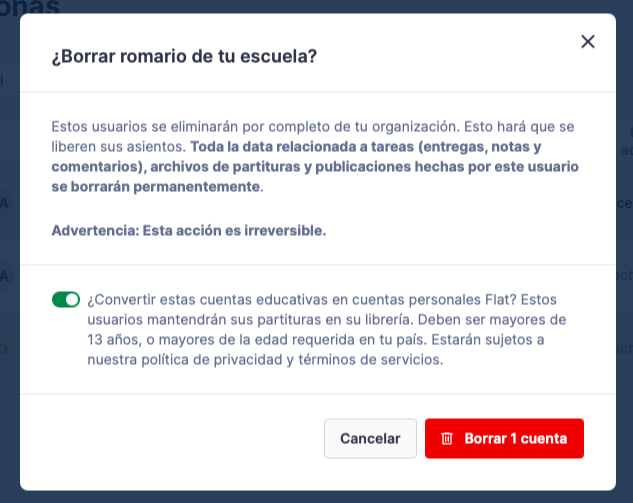 onas
¿Borrar romario de tu escuela?
Estos usuarios se eliminarán por completo de tu organización. Esto hará que se
liberen sus asientos. Toda la data relacionada a tareas (entregas, notas y
comentarios), archivos de partituras y publicaciones hechas por este usuario
se borrarán permanentemente.
Advertencia: Esta acción es irreversible.
¿Convertir estas cuentas educativas en cuentas personales Flat? Estos
usuarios mantendrán sus partituras en su librería. Deben ser mayores de
13 años, o mayores de la edad requerida en tu país. Estarán sujetos a
nuestra política de privacidad y términos de servicios.
Cancelar
Borrar 1 cuenta